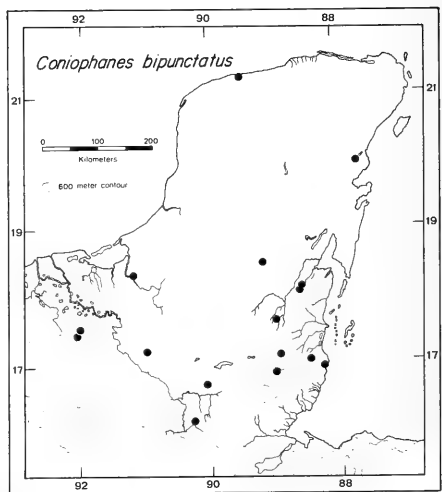 92 90 88
Coniophanes bipunctatus
21 21
0 100 200
Kilometers
600 meter contour
19 19
17 17
92 90 88